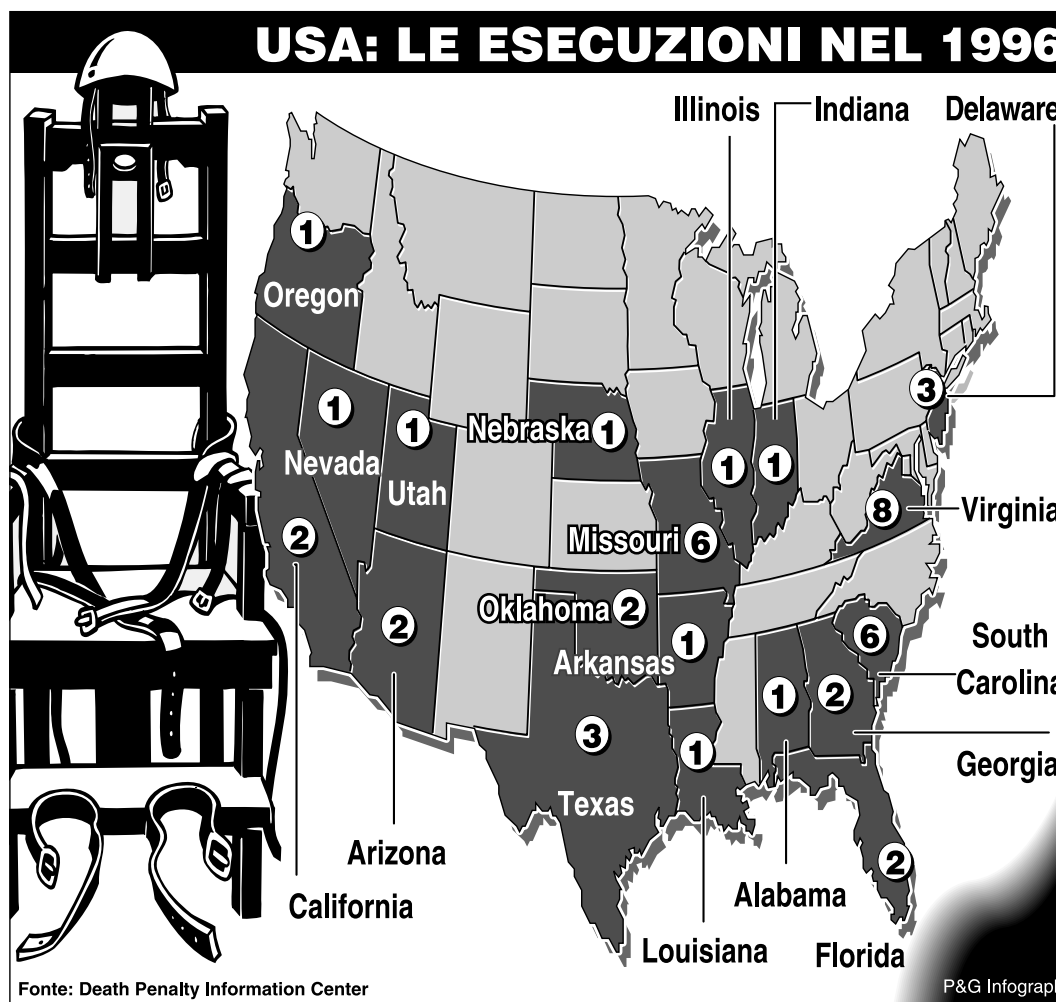 USA: LE ESECUZIONI NEL 1996
Illinois
Indiana
Delaware
1
Oregon
3
1
Nevada
1
Utah
Nebraska 1
1
1
8
Virginia
2
Missouri 6
2
Oklahoma 2
Arkansas 1
6
South
Carolina
1
2
3
Texas
1
Georgia
Arizona
California
2
Alabama
Louisiana
Florida
Fonte: Death Penalty Information Center
P&G Infograph